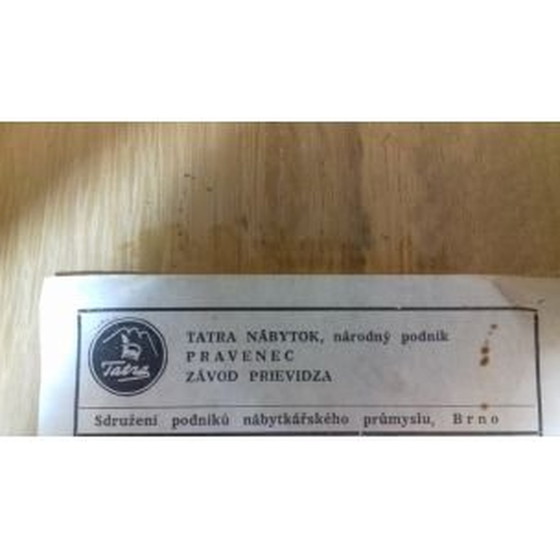 Tatra
TATRA NÁBYTOK, národný podnik
PRAVENEC
ZÁVOD PRIEVIDZA
Sdružení podniků nábytkářského průmyslu, Brno